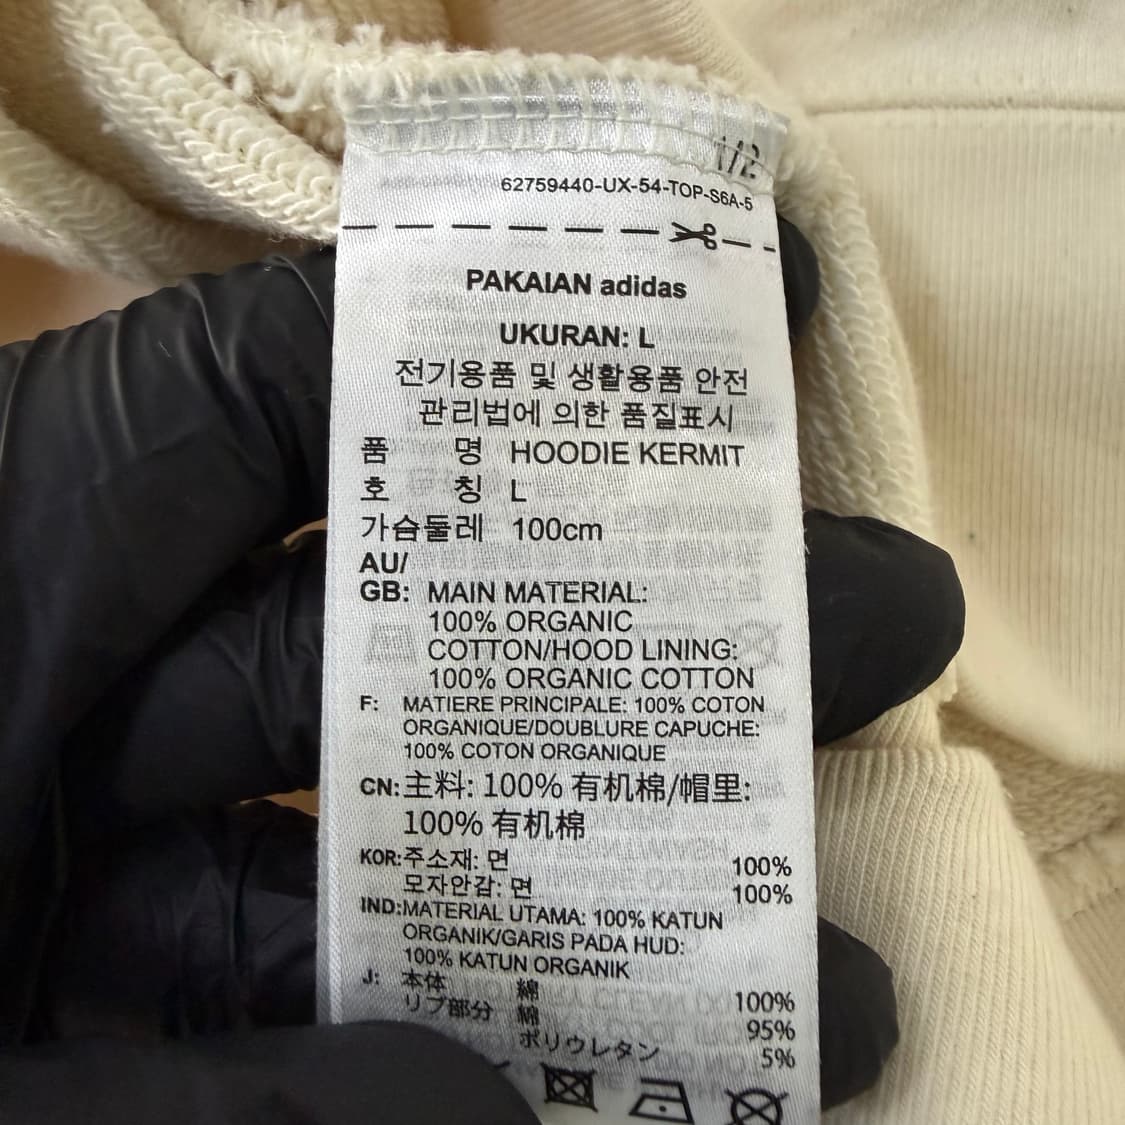 1/2
62759440-UX-54-TOP-S6A-5
PAKAIAN adidas
UKURAN: L
전기용품 및 생활용품 안전
관리법에 의한 품질표시
품 명 HOODIE KERMIT
호 칭 L
가슴둘레 100cm
AU/
GB: MAIN MATERIAL:
100% ORGANIC
COTTON/HOOD LINING:
100% ORGANIC COTTON
F: MATIERE PRINCIPALE: 100% COTON
ORGANIQUE/DOUBLURE CAPUCHE:
100% COTON ORGANIQUE
CN: 主料: 100% 有机棉/帽里:
100% 有机棉
KOR: 주소재: 면 100%
모자안감: 면 100%
IND: MATERIAL UTAMA: 100% KATUN
ORGANIK/GARIS PADA HUD:
100% KATUN ORGANIK
J: 本体 綿 100%
リブ部分 綿 95%
ポリウレタン 5%